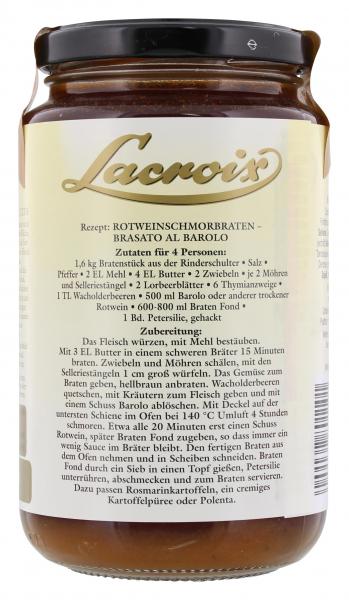 Lacroix
Rezept: ROTWEINSCHMORBRATEN –
BRASATO AL BAROLO
Zutaten für 4 Personen:
1,6 kg Bratenstück aus der Rinderschulter • Salz •
Pfeffer • 2 EL Mehl • 4 EL Butter • 2 Zwiebeln • je 2 Möhren
und Selleriestängel • 2 Lorbeerblätter • 6 Thymianzweige •
1 TL Wacholderbeeren • 500 ml Barolo oder anderer trockener
Rotwein • 600-800 ml Braten Fond •
1 Bd. Petersilie, gehackt
Zubereitung:
Das Fleisch würzen, mit Mehl bestäuben.
Mit 3 EL Butter in einem schweren Bräter 15 Minuten
braten. Zwiebeln und Möhren schälen, mit den
Selleriestängeln 1 cm groß würfeln. Das Gemüse zum
Braten geben, hellbraun anbraten. Wacholderbeeren
quetschen, mit Kräutern zum Fleisch geben und mit
einem Schuss Barolo ablöschen. Mit Deckel auf der
untersten Schiene im Ofen bei 140 °C Umluft 4 Stunden
schmoren. Etwa alle 20 Minuten erst einen Schuss
Rotwein, später Braten Fond zugeben, so dass immer ein
wenig Sauce im Bräter bleibt. Den fertigen Braten aus
dem Ofen nehmen und in Scheiben schneiden. Braten
Fond durch ein Sieb in einen Topf gießen, Petersilie
unterrühren, abschmecken und zum Braten servieren.
Dazu passen Rosmarinkartoffeln, ein cremiges
Kartoffelpüree oder Polenta.